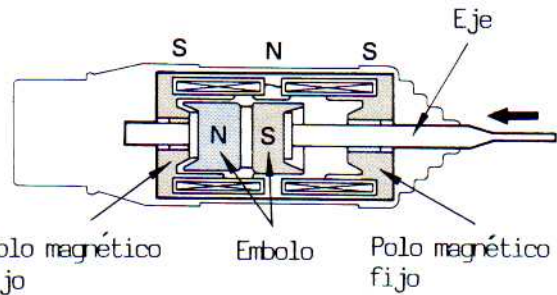 Eje
S N S
N S
olo magnético
jo
Embolo
Polo magnético
fijo